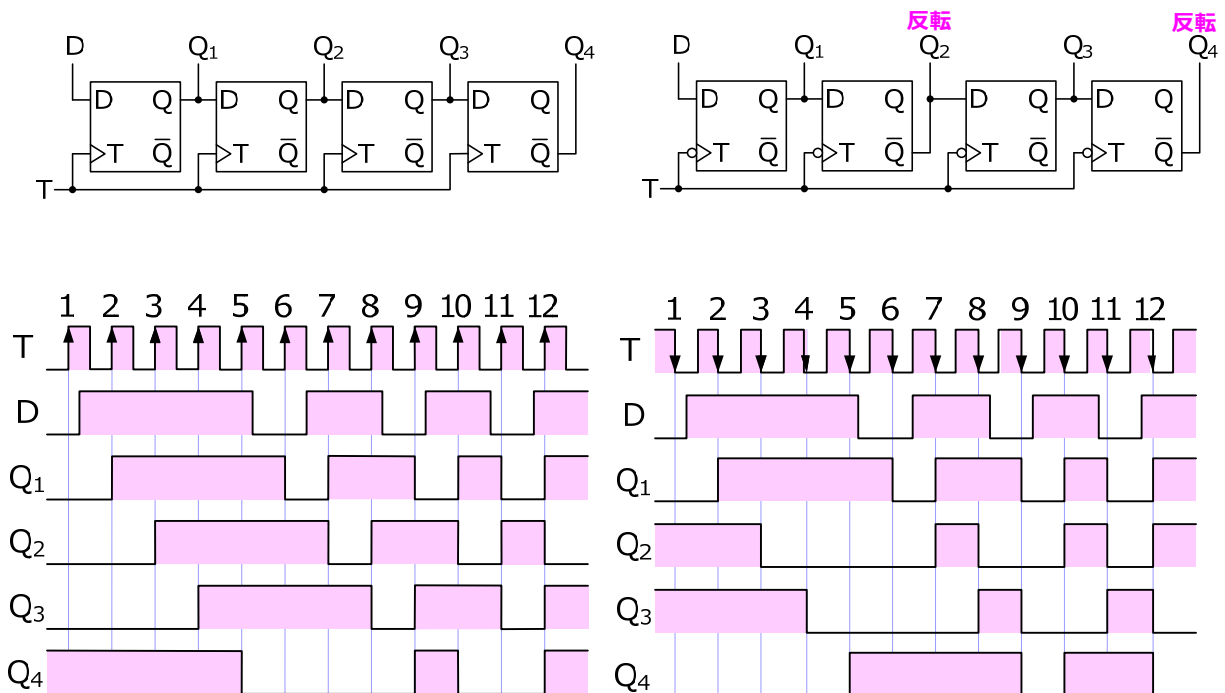 反転 反転
D Q1 Q2 Q3 Q4 D Q1 Q2 Q3 Q4
D Q D Q D Q D Q D Q D Q D Q D Q
T Q̅ T Q̅ T Q̅ T Q̅ T Q̅ T Q̅ T Q̅ T Q̅
T T
1 2 3 4 5 6 7 8 9 10 11 12
T
D
Q1
Q2
Q3
Q4
1 2 3 4 5 6 7 8 9 10 11 12
T
D
Q1
Q2
Q3
Q4